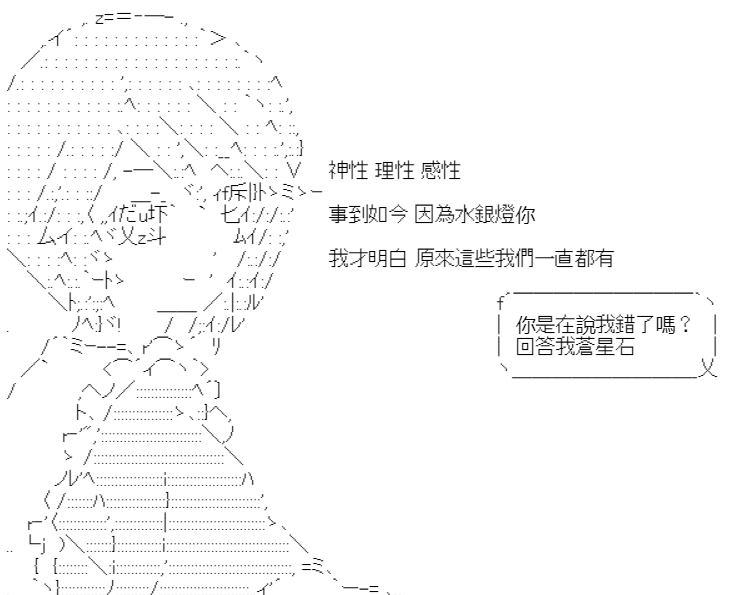 神性 理性 感性
事到如今 因為水銀燈你
我才明白 原來這些我們一直都有
你是在說我錯了嗎？
回答我蒼星石